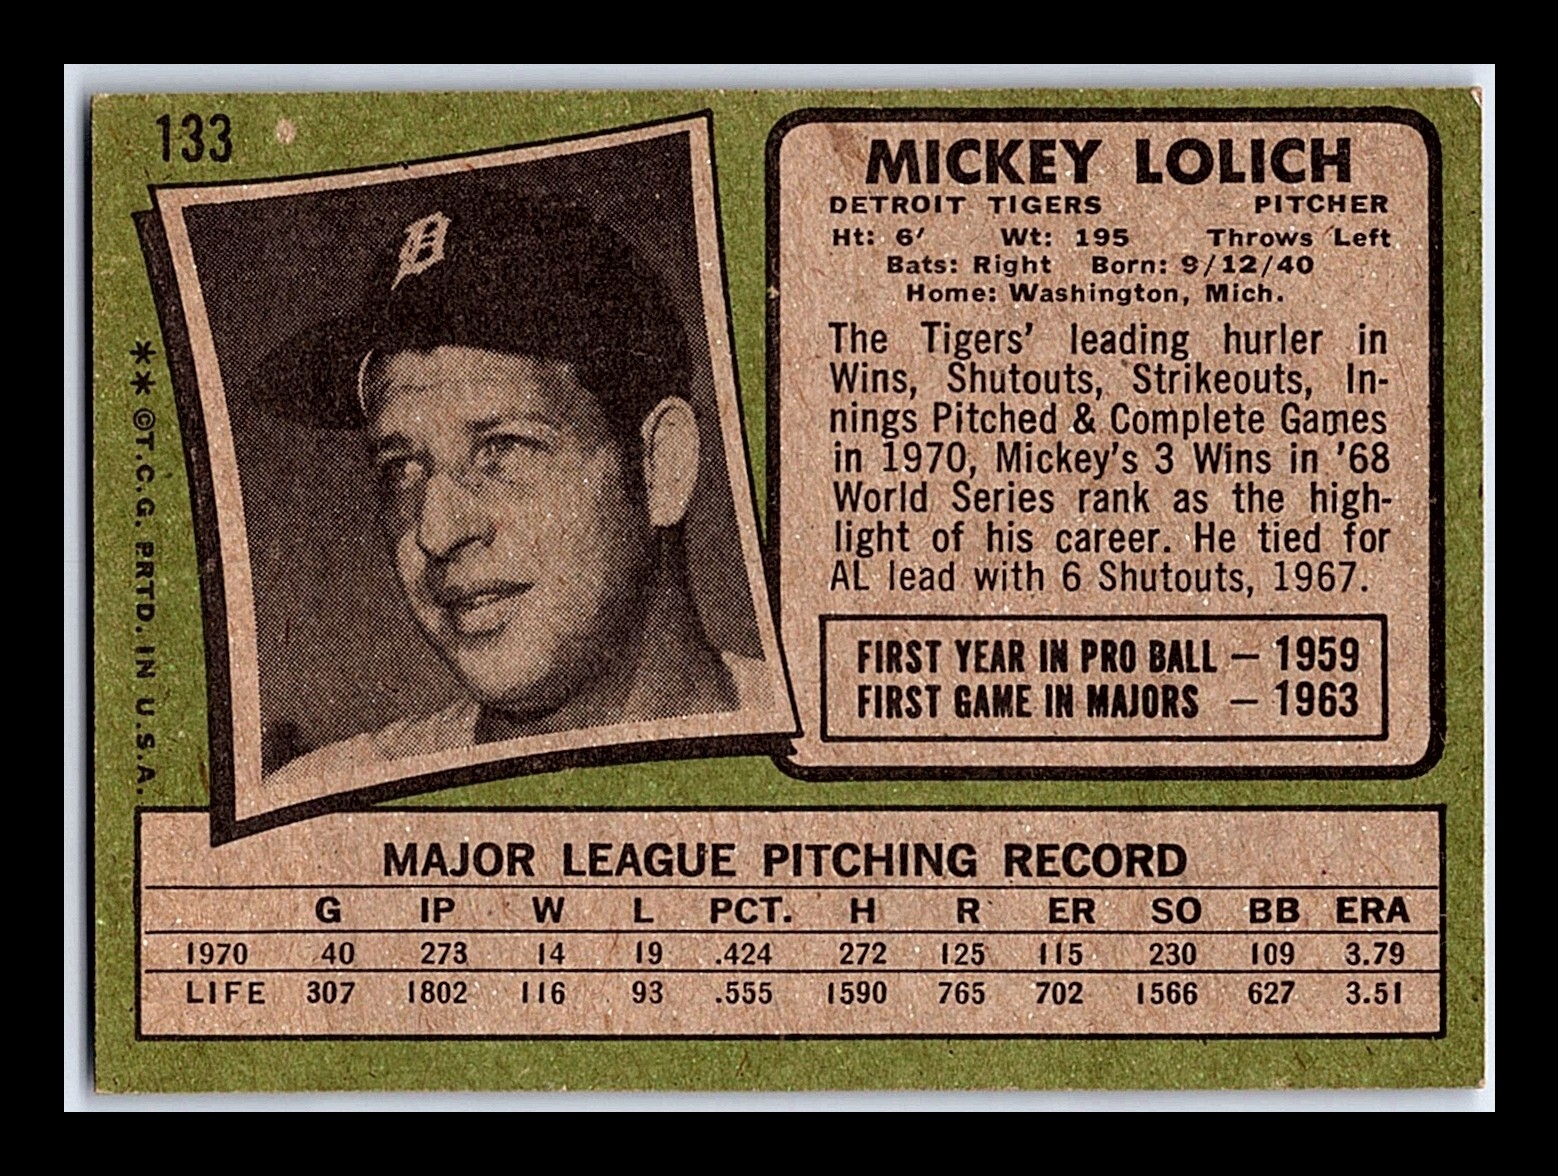 133
MICKEY LOLICH
DETROIT TIGERS PITCHER
Ht: 6' Wt: 195 Throws Left
Bats: Right Born: 9/12/40
Home: Washington, Mich.
The Tigers' leading hurler in
Wins, Shutouts, Strikeouts, In-
nings Pitched & Complete Games
in 1970, Mickey's 3 Wins in '68
World Series rank as the high-
light of his career. He tied for
AL lead with 6 Shutouts, 1967.
FIRST YEAR IN PRO BALL — 1959
FIRST GAME IN MAJORS — 1963
D
** ©T.C.G. PRTD. IN U.S.A.
MAJOR LEAGUE PITCHING RECORD
G IP W L PCT. H R ER SO BB ERA
1970 40 273 14 19 .424 272 125 115 230 109 3.79
LIFE 307 1802 116 93 .555 1590 765 702 1566 627 3.51